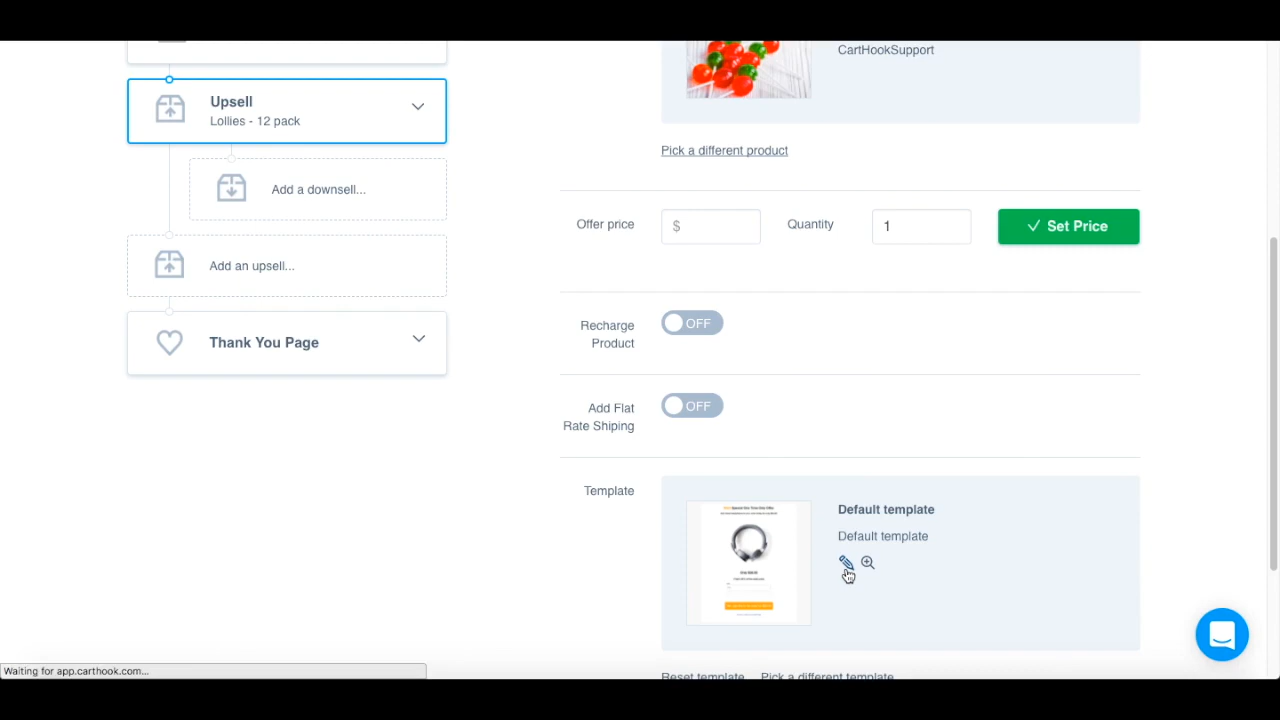 CartHookSupport
Upsell
Lollies - 12 pack
Pick a different product
Add a downsell...
Offer price
$
Quantity
1
Set Price
Add an upsell...
Recharge
Product
OFF
Thank You Page
Add Flat
Rate Shiping
OFF
Template
Default template
Default template
Waiting for app.carthook.com...
Reset template
Pick a different template